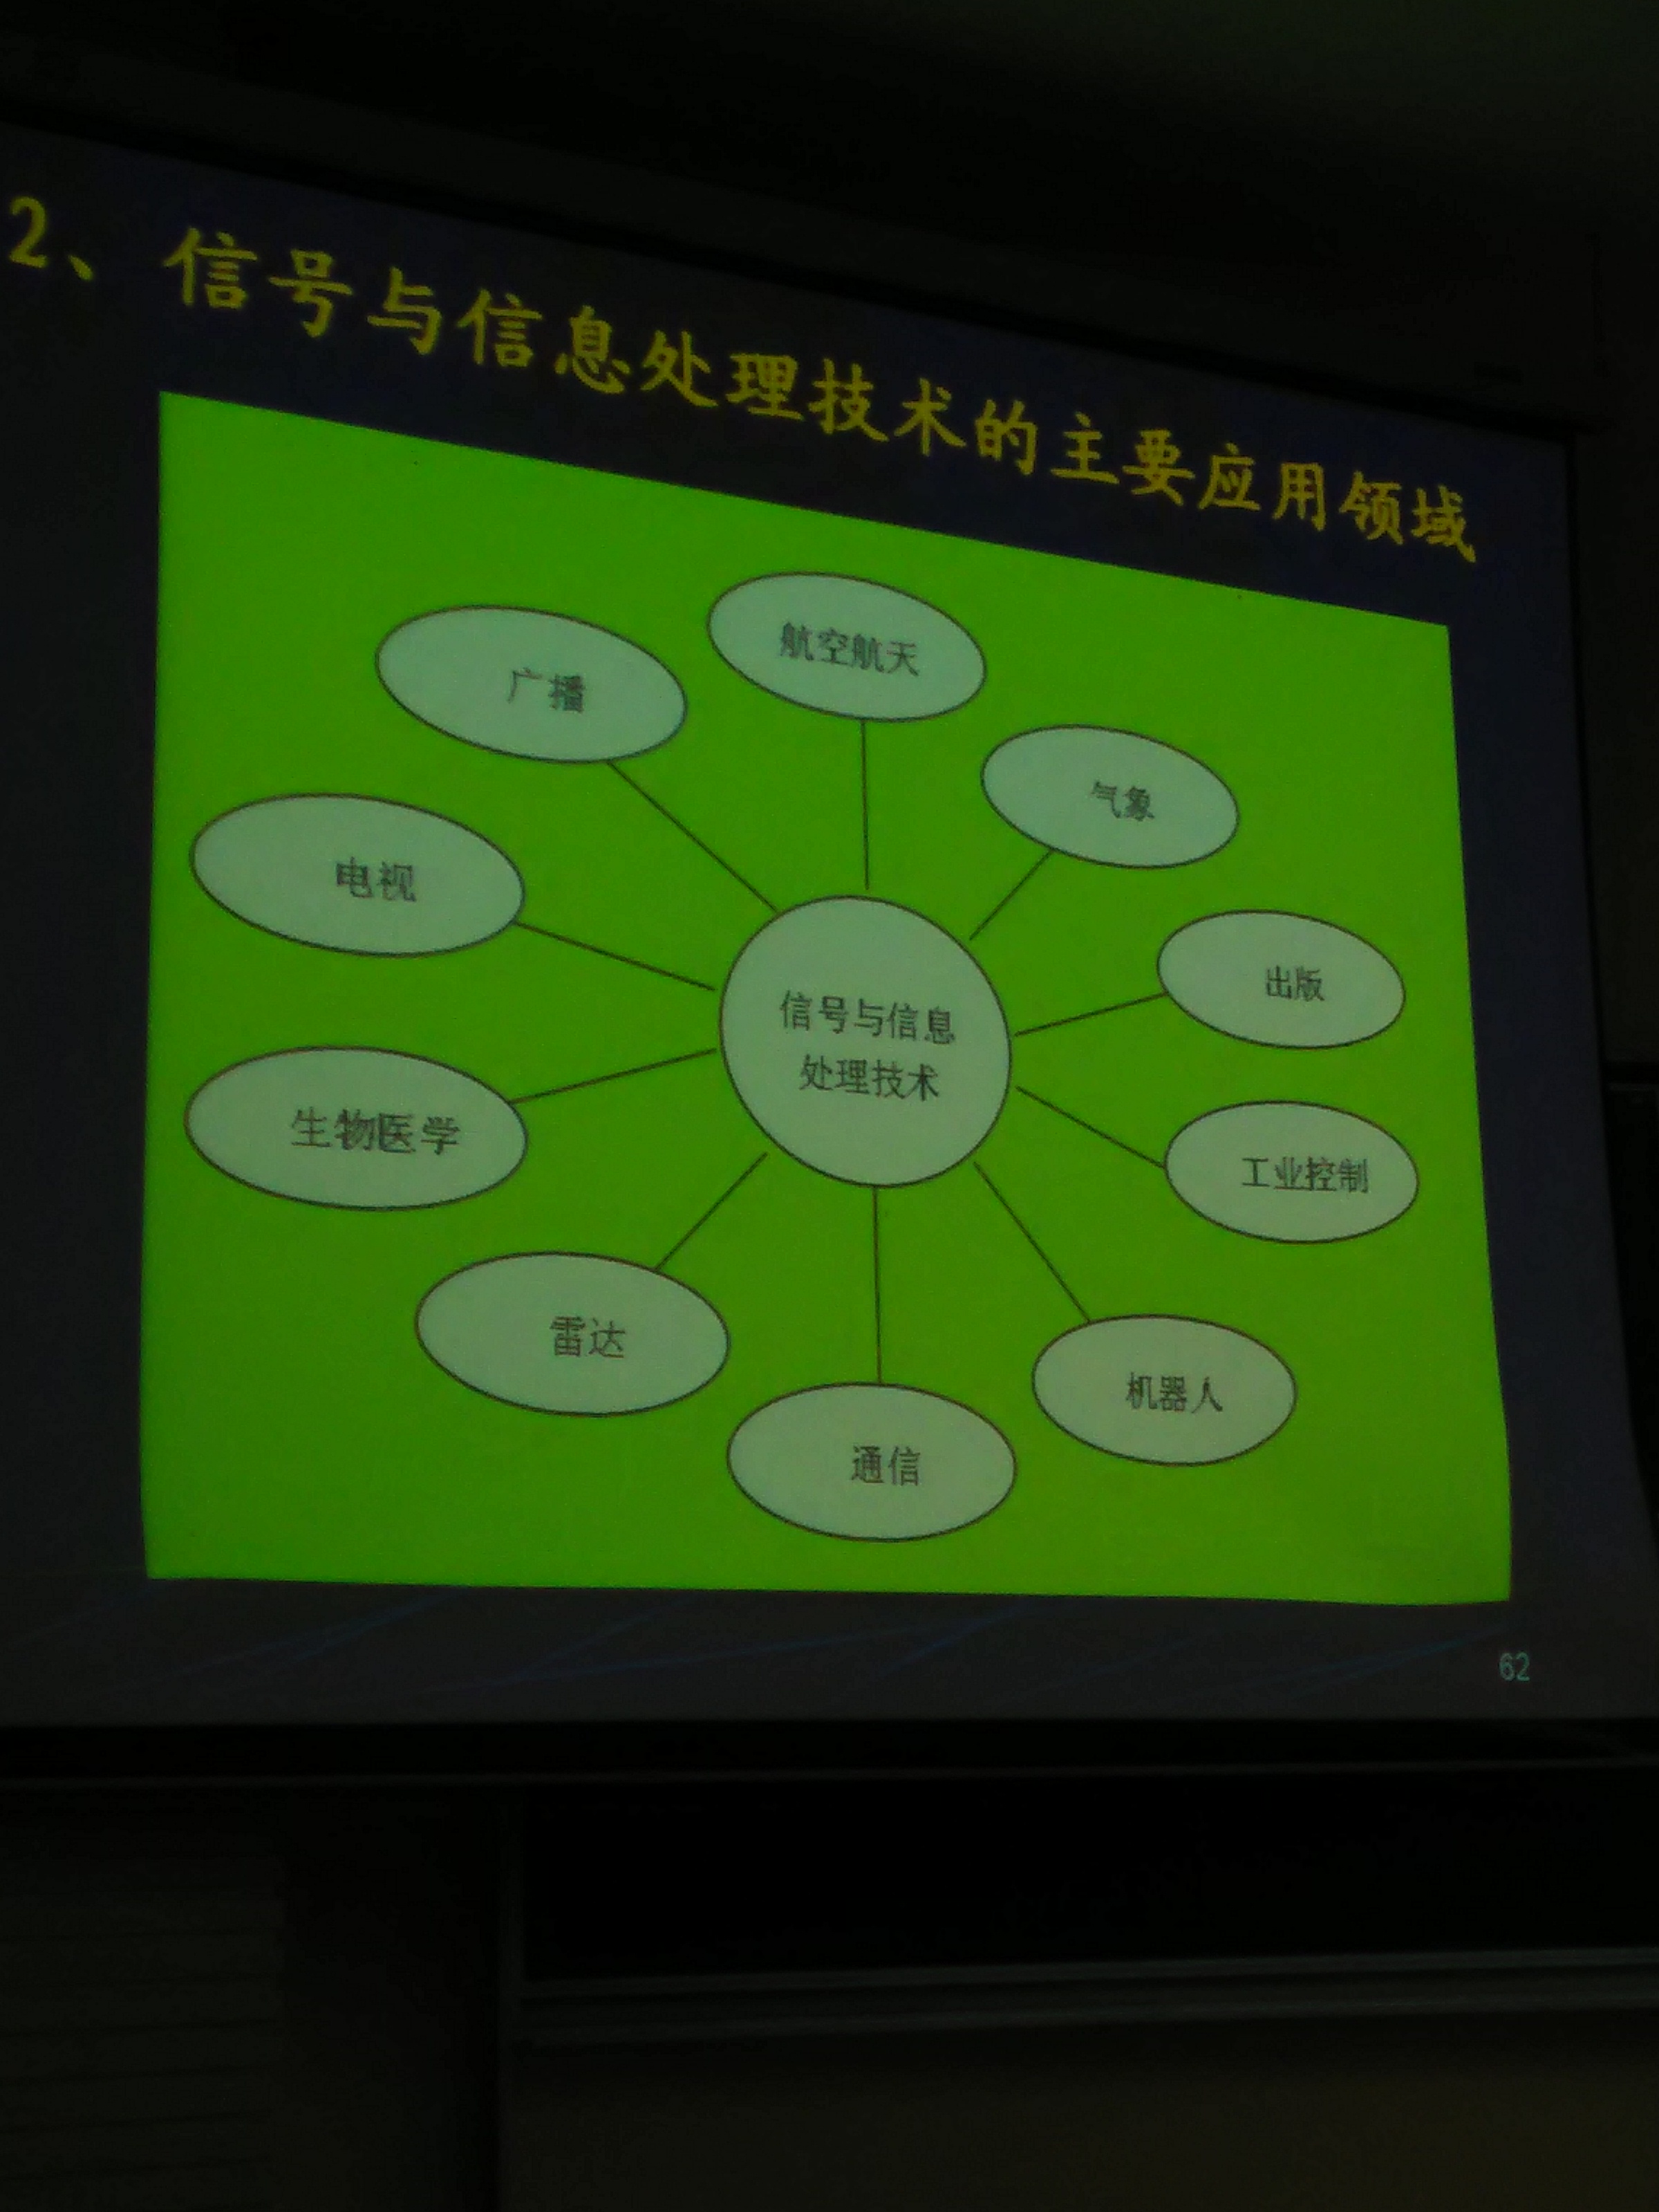 2、信号与信息处理技术的主要应用领域
航空航天
广播
气象
电视
出版
信号与信息
处理技术
生物医学
工业控制
雷达
机器人
通信
62